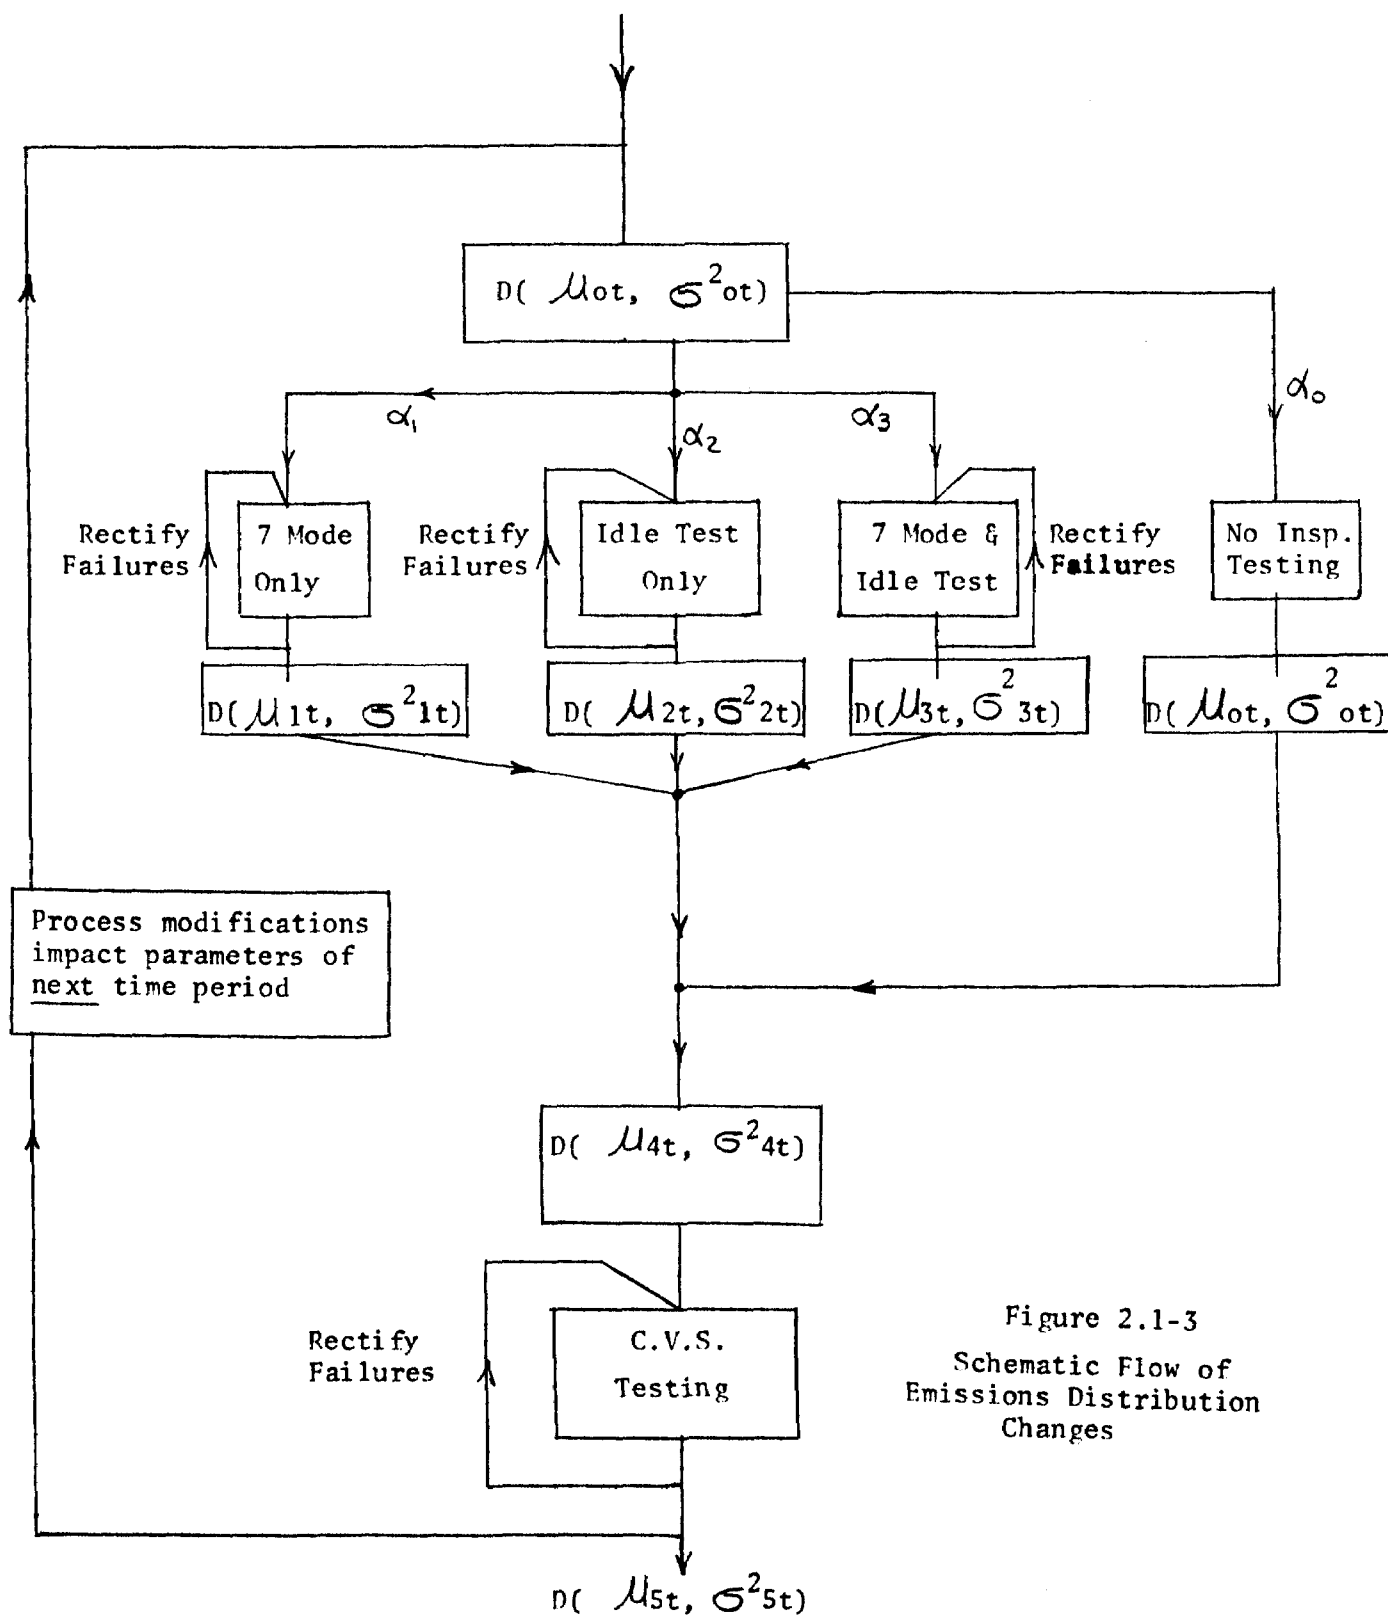 D( μot, σ²ot)
α₁
α₂
α₃
α₀
Rectify
Failures
7 Mode
Only
Rectify
Failures
Idle Test
Only
7 Mode &
Idle Test
Rectify
Failures
No Insp.
Testing
D(μ1t, σ²1t)
D( μ2t, σ²2t)
D(μ3t, σ²3t)
D( μot, σ²ot)
Process modifications
impact parameters of
next time period
D( μ4t, σ²4t)
Rectify
Failures
C.V.S.
Testing
Figure 2.1-3
Schematic Flow of
Emissions Distribution
Changes
D( μ5t, σ²5t)